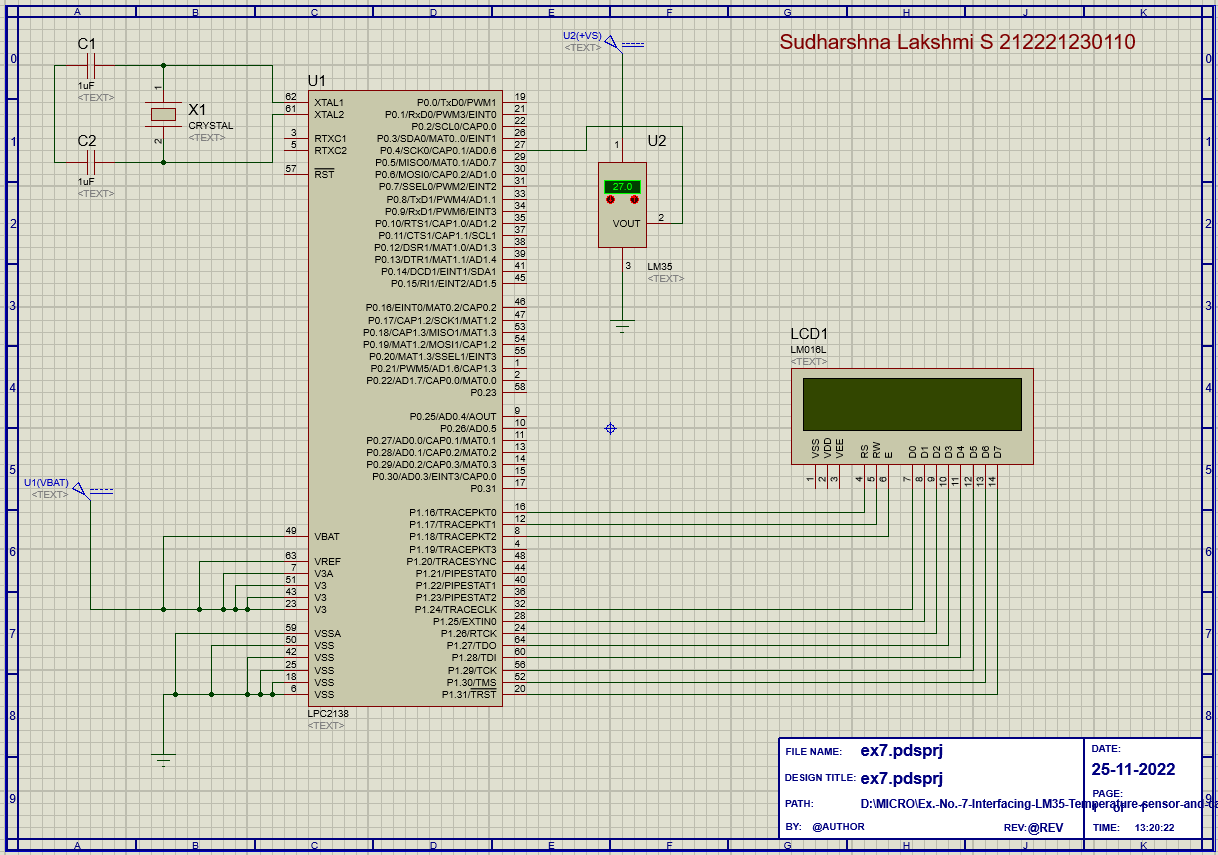 A B C D E F G H J K
Sudharshna Lakshmi S 212221230110
U2(+VS)
<TEXT>
C1
1uF
<TEXT>
X1
CRYSTAL
<TEXT>
1
2
C2
1uF
<TEXT>
U1
62 XTAL1
61 XTAL2
3 RTXC1
5 RTXC2
57 RST
49 VBAT
63 VREF
7 V3A
51 V3
43 V3
23 V3
59 VSSA
50 VSS
42 VSS
25 VSS
18 VSS
6 VSS
P0.0/TxD0/PWM1 19
P0.1/RxD0/PWM3/EINT0 21
P0.2/SCL0/CAP0.0 22
P0.3/SDA0/MAT0..0/EINT1 26
P0.4/SCK0/CAP0.1/AD0.6 27
P0.5/MISO0/MAT0.1/AD0.7 29
P0.6/MOSI0/CAP0.2/AD1.0 30
P0.7/SSEL0/PWM2/EINT2 31
P0.8/TxD1/PWM4/AD1.1 33
P0.9/RxD1/PWM6/EINT3 34
P0.10/RTS1/CAP1.0/AD1.2 35
P0.11/CTS1/CAP1.1/SCL1 37
P0.12/DSR1/MAT1.0/AD1.3 38
P0.13/DTR1/MAT1.1/AD1.4 39
P0.14/DCD1/EINT1/SDA1 41
P0.15/RI1/EINT2/AD1.5 45
P0.16/EINT0/MAT0.2/CAP0.2 46
P0.17/CAP1.2/SCK1/MAT1.2 47
P0.18/CAP1.3/MISO1/MAT1.3 53
P0.19/MAT1.2/MOSI1/CAP1.2 54
P0.20/MAT1.3/SSEL1/EINT3 55
P0.21/PWM5/AD1.6/CAP1.3 1
P0.22/AD1.7/CAP0.0/MAT0.0 2
P0.23 58
P0.25/AD0.4/AOUT 9
P0.26/AD0.5 10
P0.27/AD0.0/CAP0.1/MAT0.1 11
P0.28/AD0.1/CAP0.2/MAT0.2 13
P0.29/AD0.2/CAP0.3/MAT0.3 14
P0.30/AD0.3/EINT3/CAP0.0 15
P0.31 17
P1.16/TRACEPKT0 16
P1.17/TRACEPKT1 12
P1.18/TRACEPKT2 8
P1.19/TRACEPKT3 4
P1.20/TRACESYNC 48
P1.21/PIPESTAT0 44
P1.22/PIPESTAT1 40
P1.23/PIPESTAT2 36
P1.24/TRACECLK 32
P1.25/EXTIN0 28
P1.26/RTCK 24
P1.27/TDO 64
P1.28/TDI 60
P1.29/TCK 56
P1.30/TMS 52
P1.31/TRST 20
LPC2138
<TEXT>
U1(VBAT)
<TEXT>
U2
1
27.0
VOUT 2
3
LM35
<TEXT>
LCD1
LM016L
<TEXT>
VSS VDD VEE RS RW E D0 D1 D2 D3 D4 D5 D6 D7
1 2 3 4 5 6 7 8 9 10 11 12 13 14
0 0
1 1
2 2
3 3
4 4
5 5
6 6
7 7
8 8
9 9
FILE NAME: ex7.pdsprj
DESIGN TITLE: ex7.pdsprj
PATH: D:\MICRO\Ex.-No.-7-Interfacing-LM35-Temperature-sensor-and-
BY: @AUTHOR REV:@REV
DATE:
25-11-2022
PAGE:
TIME: 13:20:22
A B C D E F G H J K